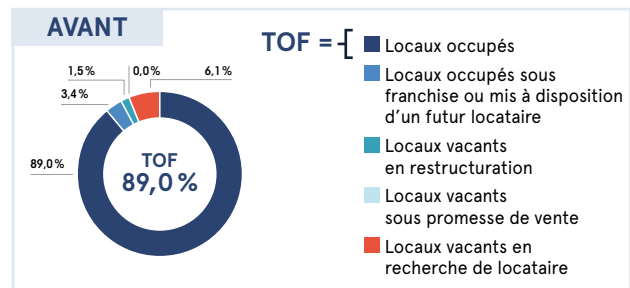 AVANT
1,5 %
0,0 %
6,1 %
3,4 %
89,0 %
TOF
89,0 %
TOF =
Locaux occupés
Locaux occupés sous
franchise ou mis à disposition
d'un futur locataire
Locaux vacants
en restructuration
Locaux vacants
sous promesse de vente
Locaux vacants en
recherche de locataire